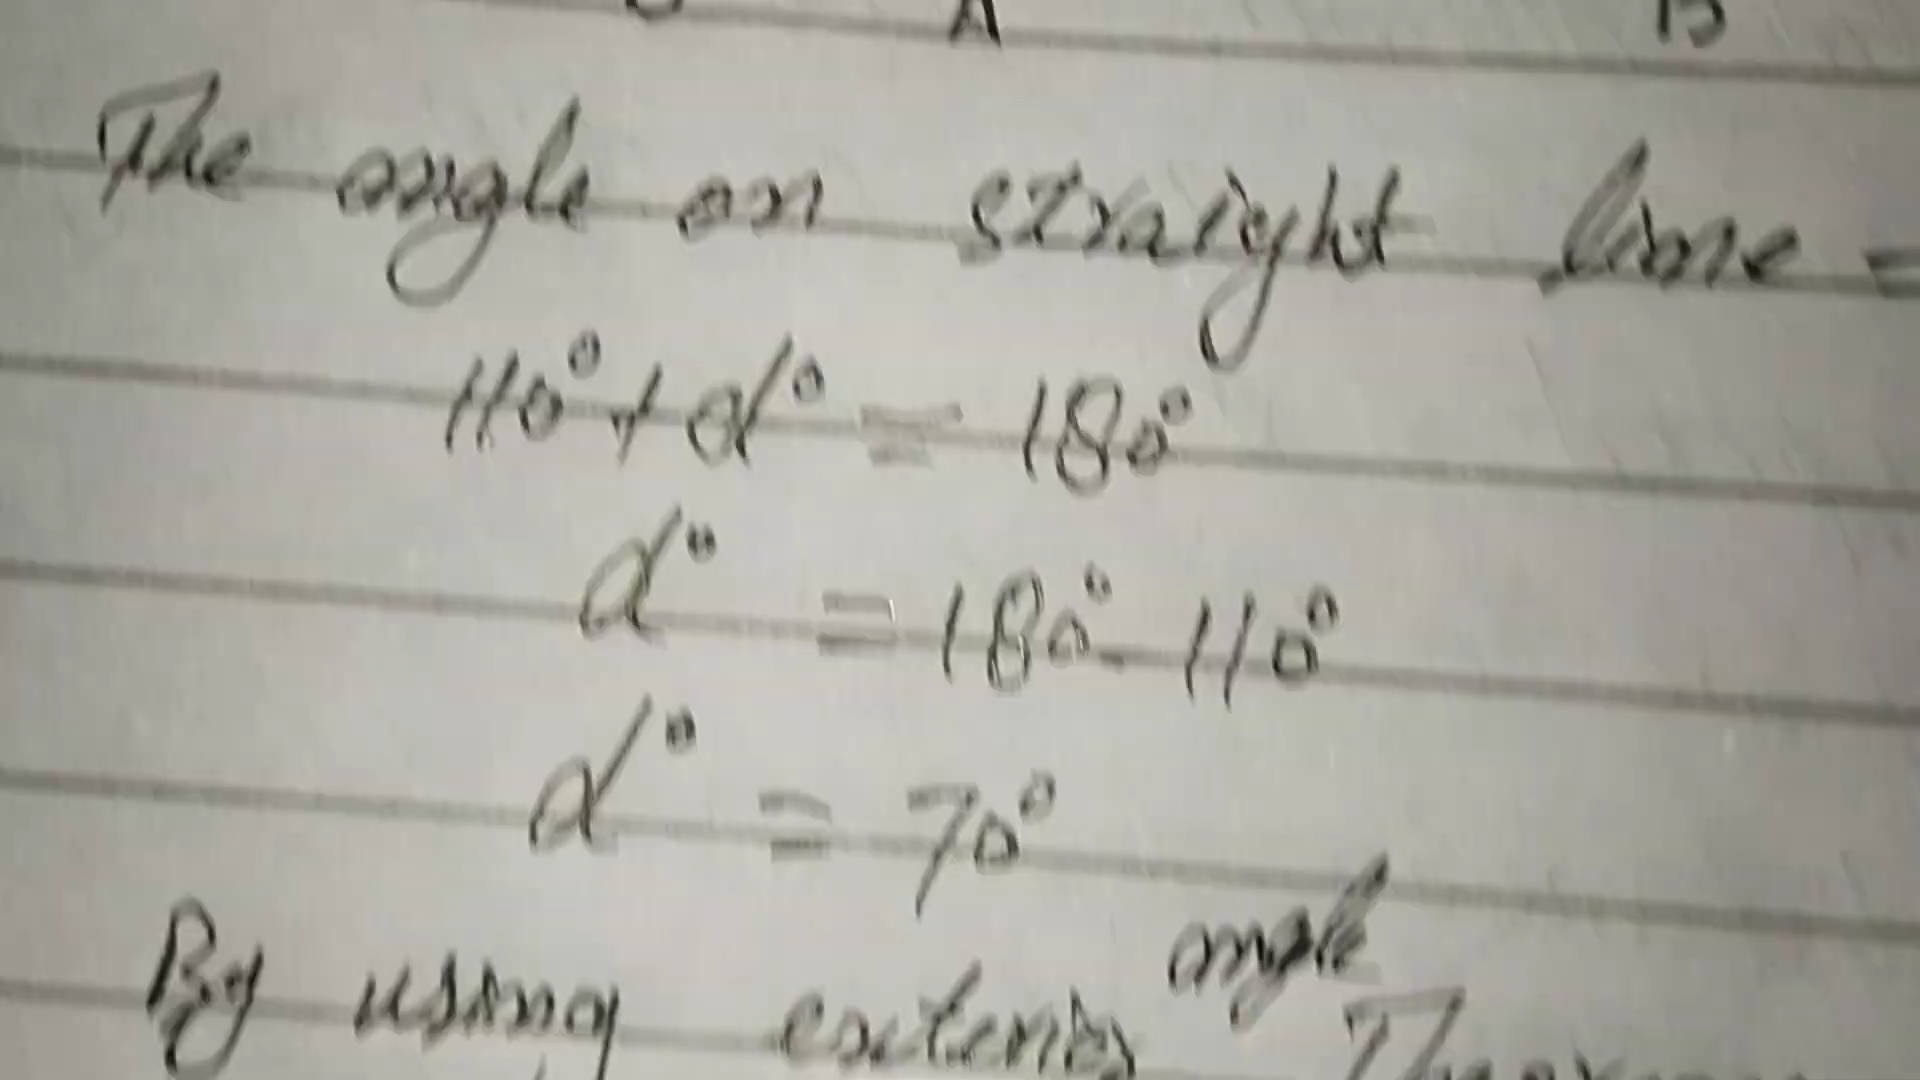 A B
The angle on straight line =
110° + d° = 180°
d° = 180° - 110°
d° = 70°
By using exterior angle